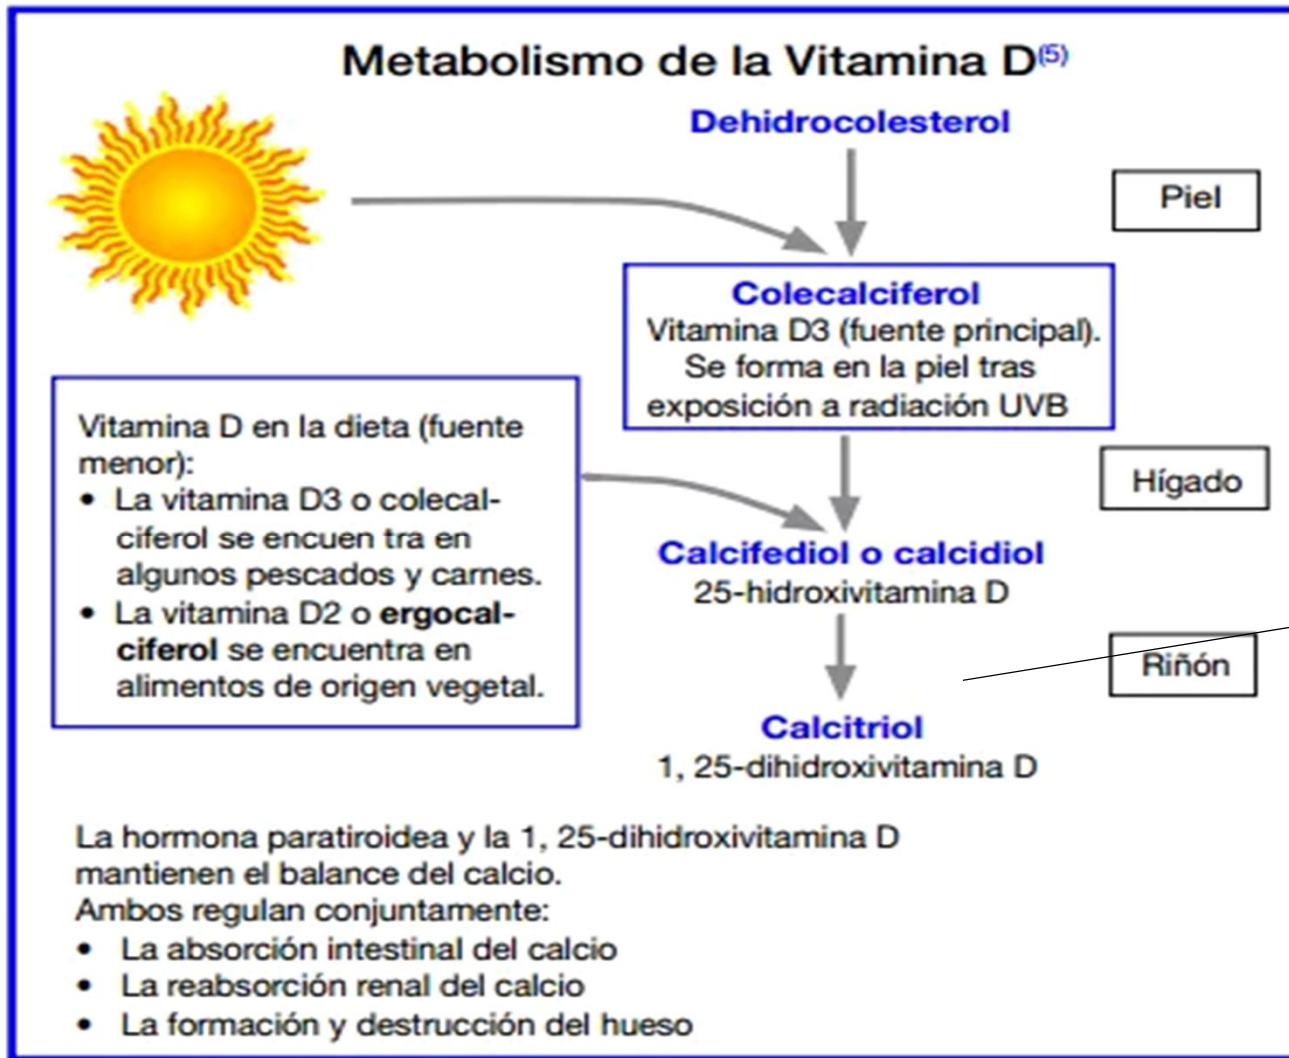 Metabolismo de la Vitamina D(5)
Dehidrocolesterol
Piel
Colecalciferol
Vitamina D3 (fuente principal).
Se forma en la piel tras
exposición a radiación UVB
Vitamina D en la dieta (fuente
menor):
• La vitamina D3 o colecal-
ciferol se encuen tra en
algunos pescados y carnes.
• La vitamina D2 o ergocal-
ciferol se encuentra en
alimentos de origen vegetal.
Hígado
Calcifediol o calcidiol
25-hidroxivitamina D
Riñón
Calcitriol
1, 25-dihidroxivitamina D
La hormona paratiroidea y la 1, 25-dihidroxivitamina D
mantienen el balance del calcio.
Ambos regulan conjuntamente:
• La absorción intestinal del calcio
• La reabsorción renal del calcio
• La formación y destrucción del hueso